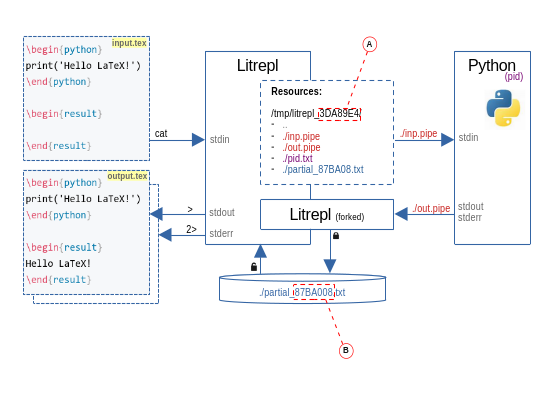 input.tex
\begin{python}
print('Hello LaTeX!')
\end{python}
\begin{result}
\end{result}
output.tex
\begin{python}
print('Hello LaTeX!')
\end{python}
\begin{result}
Hello LaTeX!
\end{result}
cat
>
2>
Litrepl
stdin
stdout
stderr
A
Resources:
/tmp/litrepl_3DA89E4/
- ..
- ./inp.pipe
- ./out.pipe
- ./pid.txt
- ./partial_87BA08.txt
Litrepl (forked)
./partial_87BA008.txt
B
./inp.pipe
./out.pipe
Python
(pid)
stdin
stdout
stderr